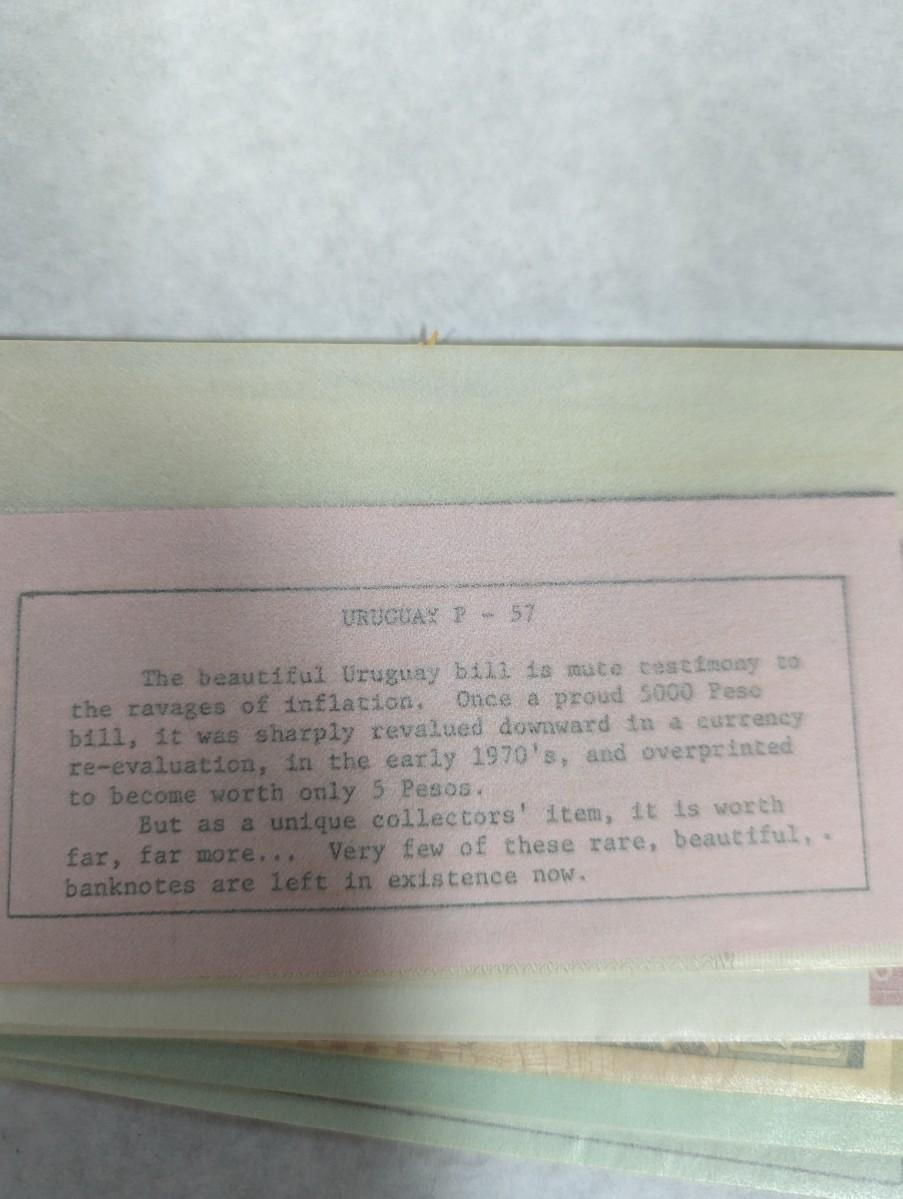 URUGUAY P - 57
The beautiful Uruguay bill is mute testimony to
the ravages of inflation. Once a proud 5000 Peso
bill, it was sharply revalued downward in a currency
re-evaluation, in the early 1970's, and overprinted
to become worth only 5 Pesos.
But as a unique collectors' item, it is worth
far, far more... Very few of these rare, beautiful, .
banknotes are left in existence now.